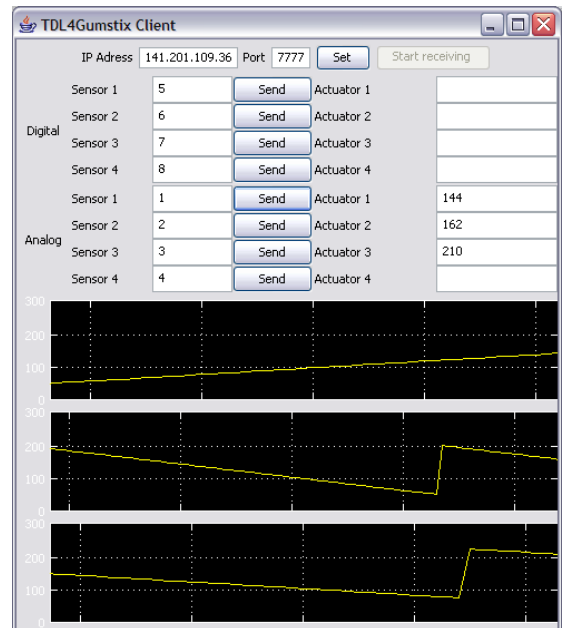 TDL4Gumstix Client
IP Adress 141.201.109.36 Port 7777 Set Start receiving
Digital
Sensor 1 5 Send Actuator 1
Sensor 2 6 Send Actuator 2
Sensor 3 7 Send Actuator 3
Sensor 4 8 Send Actuator 4
Analog
Sensor 1 1 Send Actuator 1 144
Sensor 2 2 Send Actuator 2 162
Sensor 3 3 Send Actuator 3 210
Sensor 4 4 Send Actuator 4
300
200
100
0
300
200
100
0
300
200
100
0